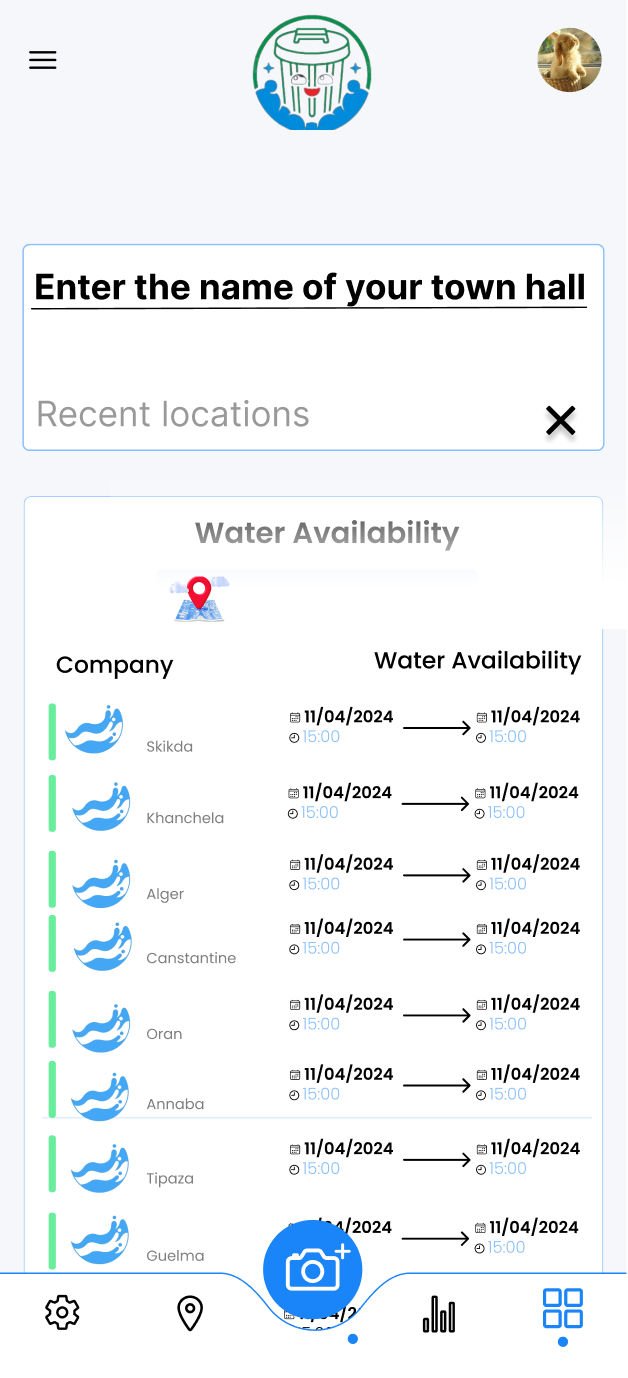 Enter the name of your town hall
Recent locations
Water Availability
Company
Water Availability
11/04/2024 11/04/2024
15:00 15:00
Skikda
11/04/2024 11/04/2024
15:00 15:00
Khanchela
11/04/2024 11/04/2024
15:00 15:00
Alger
11/04/2024 11/04/2024
15:00 15:00
Canstantine
11/04/2024 11/04/2024
15:00 15:00
Oran
11/04/2024 11/04/2024
15:00 15:00
Annaba
11/04/2024 11/04/2024
15:00 15:00
Tipaza
4/2024 11/04/2024
15:00
Guelma